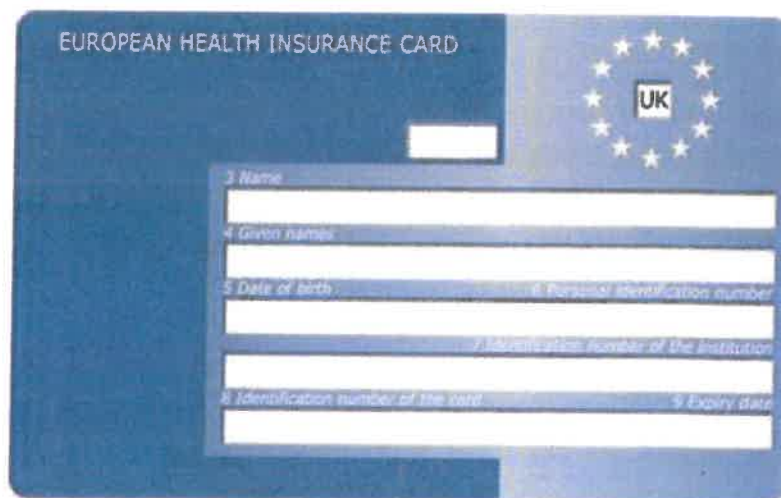 EUROPEAN HEALTH INSURANCE CARD
UK
3 Name
4 Given names
5 Date of birth 6 Personal identification number
7 Identification number of the institution
8 Identification number of the card 9 Expiry date